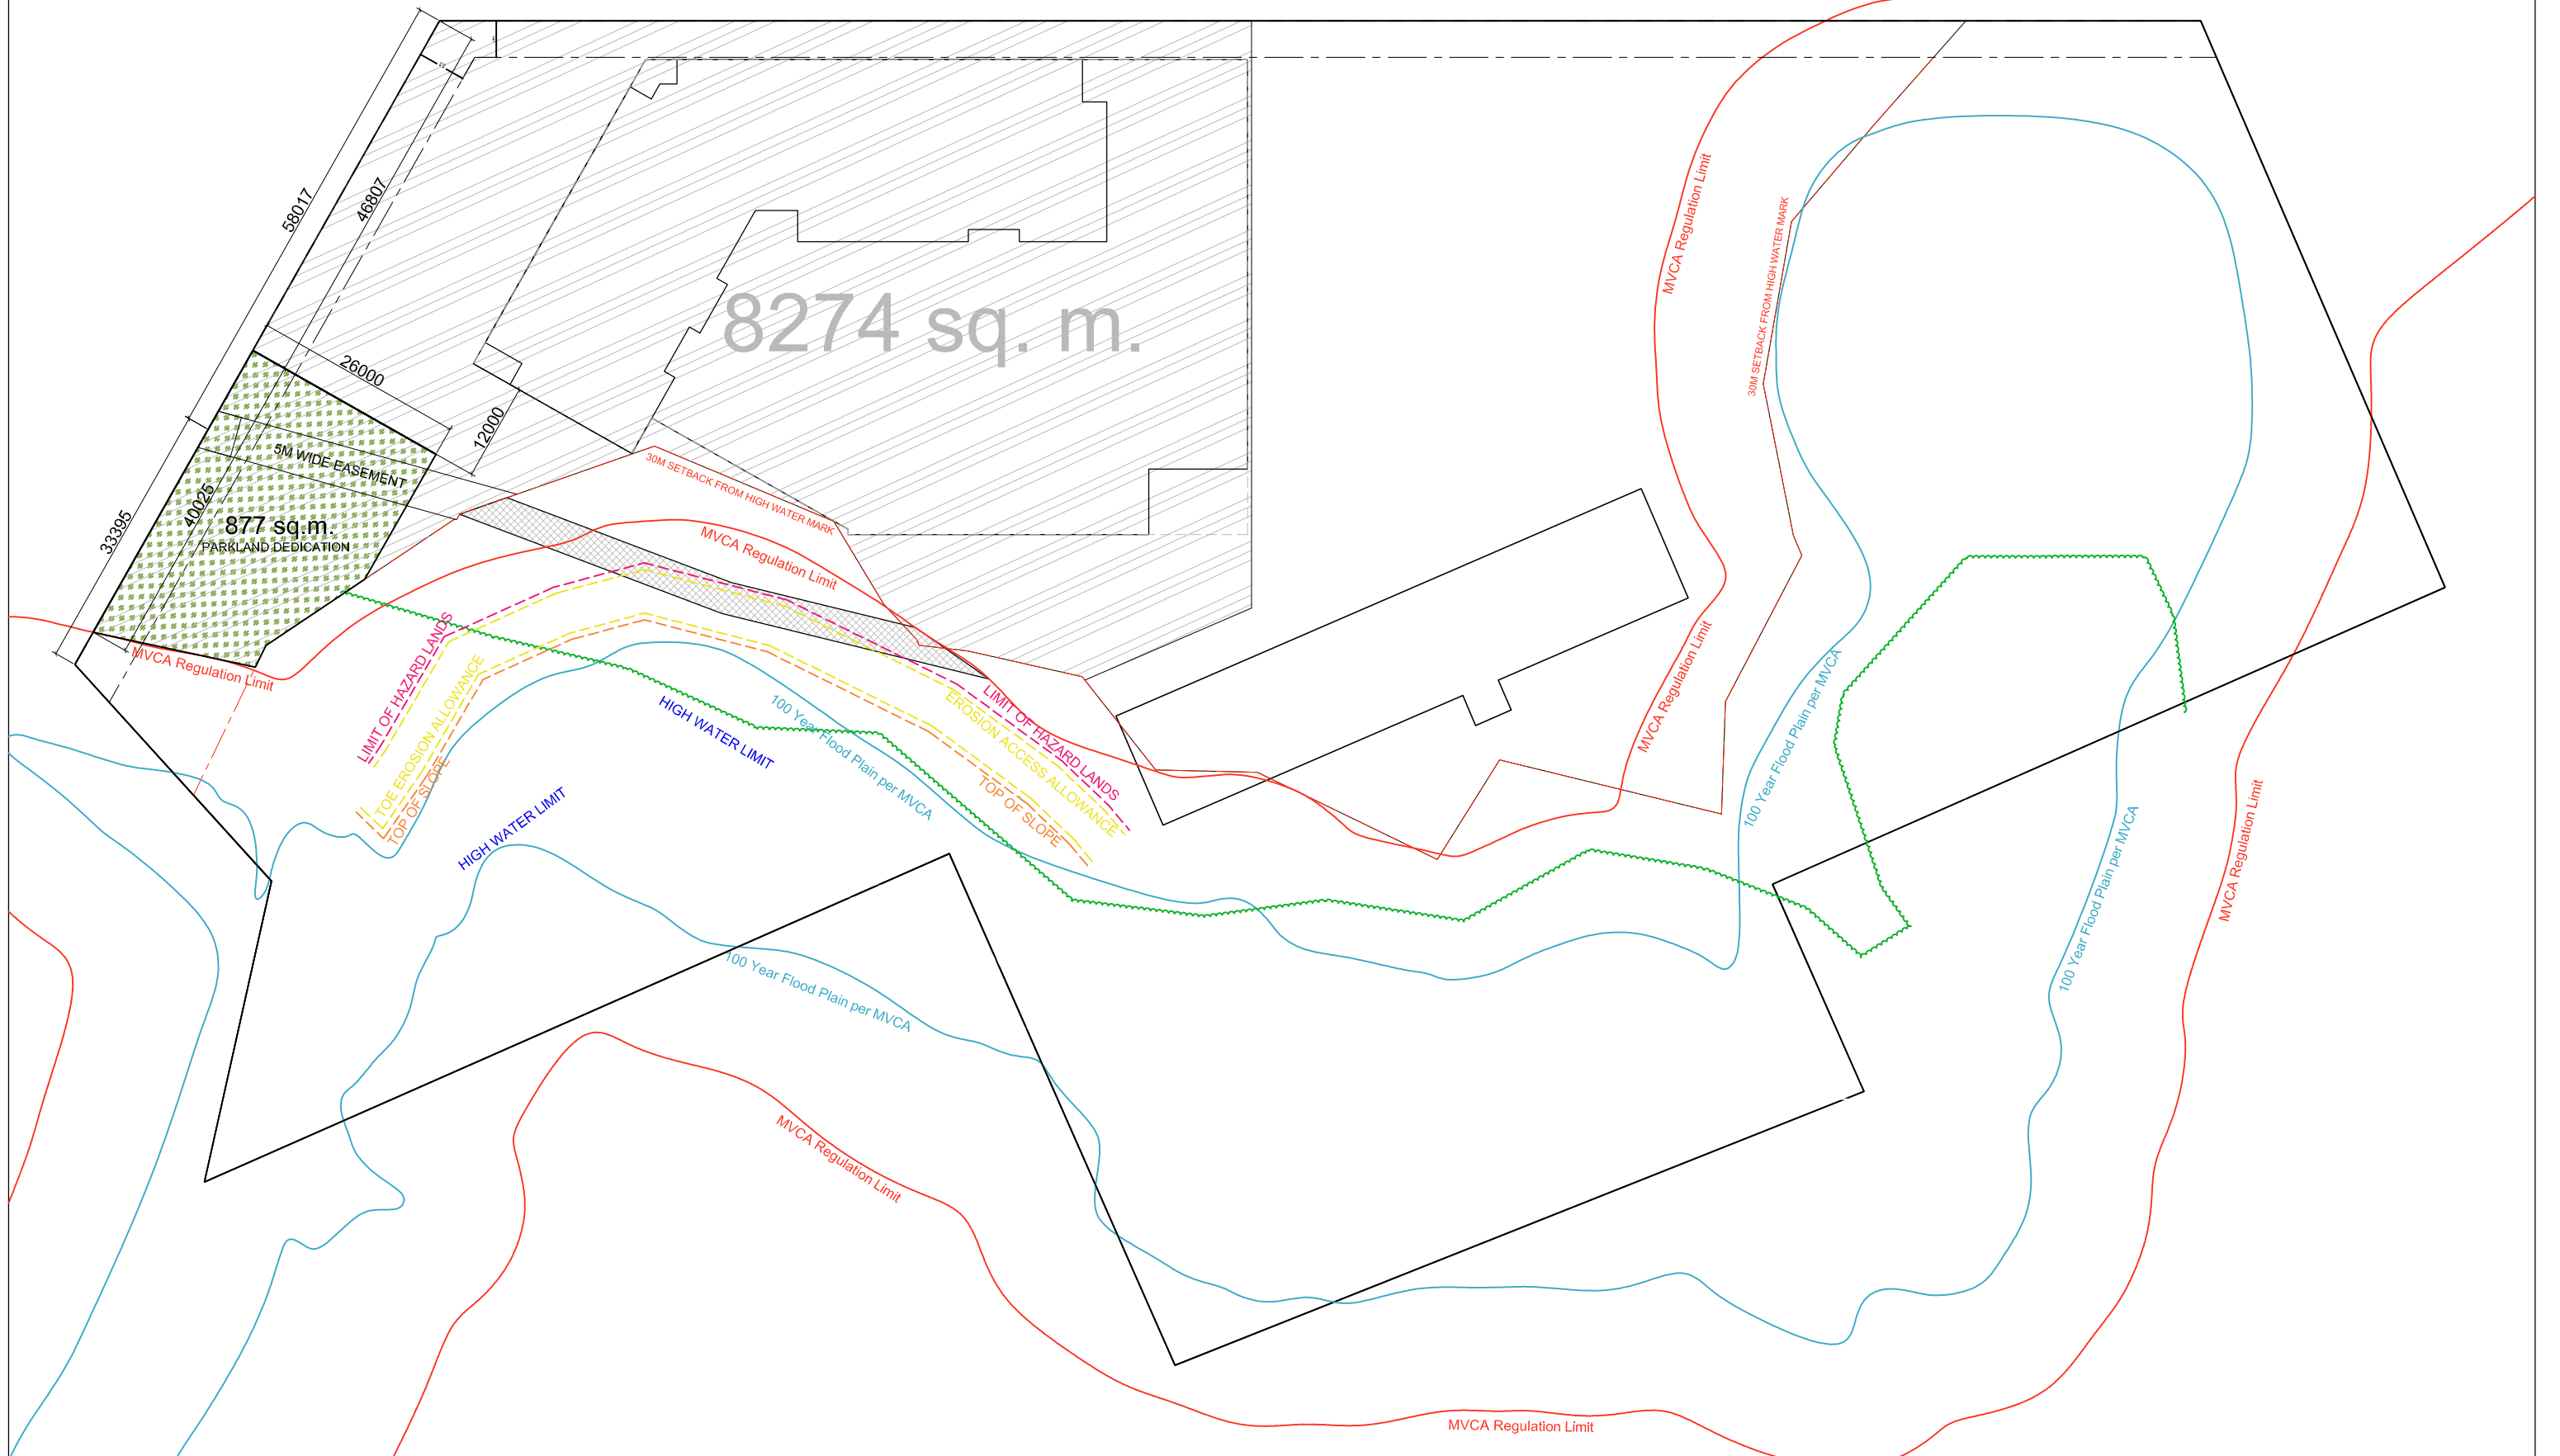 58017
46807
MVCA Regulation Limit
30M SETBACK FROM HIGH WATER MARK
8274 sq. m.
26000
12000
5M WIDE EASEMENT
30M SETBACK FROM HIGH WATER MARK
40025
33395
877 sq.m.
PARKLAND DEDICATION
MVCA Regulation Limit
MVCA Regulation Limit
LIMIT OF HAZARD LANDS
TOE EROSION ALLOWANCE
TOP OF SLOPE
HIGH WATER LIMIT
100 Year Flood Plain per MVCA
LIMIT OF HAZARD LANDS
EROSION ACCESS ALLOWANCE
TOP OF SLOPE
MVCA Regulation Limit
100 Year Flood Plain per MVCA
HIGH WATER LIMIT
100 Year Flood Plain per MVCA
MVCA Regulation Limit
100 Year Flood Plain per MVCA
MVCA Regulation Limit
MVCA Regulation Limit